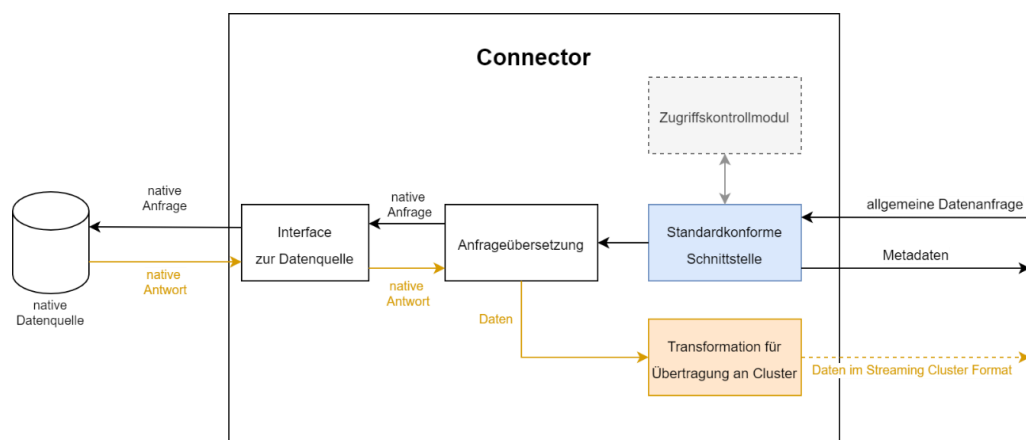 Connector
Zugriffskontrollmodul
native
Anfrage
native
Anfrage
allgemeine Datenanfrage
Interface
zur Datenquelle
Anfrageübersetzung
Standardkonforme
Schnittstelle
Metadaten
native
Antwort
native
Antwort
native
Datenquelle
Daten
Transformation für
Übertragung an Cluster
Daten im Streaming Cluster Format